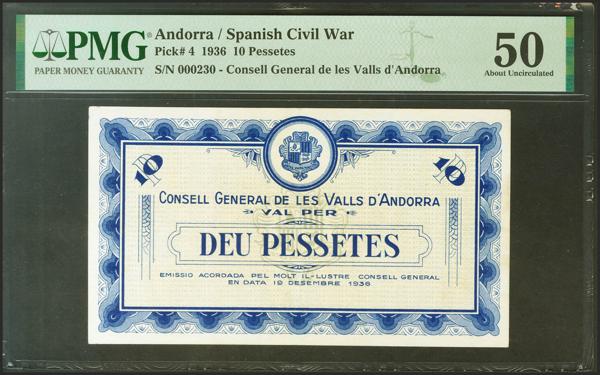 PMG
PAPER MONEY GUARANTY
Andorra / Spanish Civil War
Pick# 4 1936 10 Pessetes
S/N 000230 - Consell General de les Valls d'Andorra
50
About Uncirculated
10
10
CONSELL GENERAL DE LES VALLS D'ANDORRA
VAL PER
DEU PESSETES
EMISSIO ACORDADA PEL MOLT IL-LUSTRE CONSELL GENERAL
EN DATA 19 DESEMBRE 1936